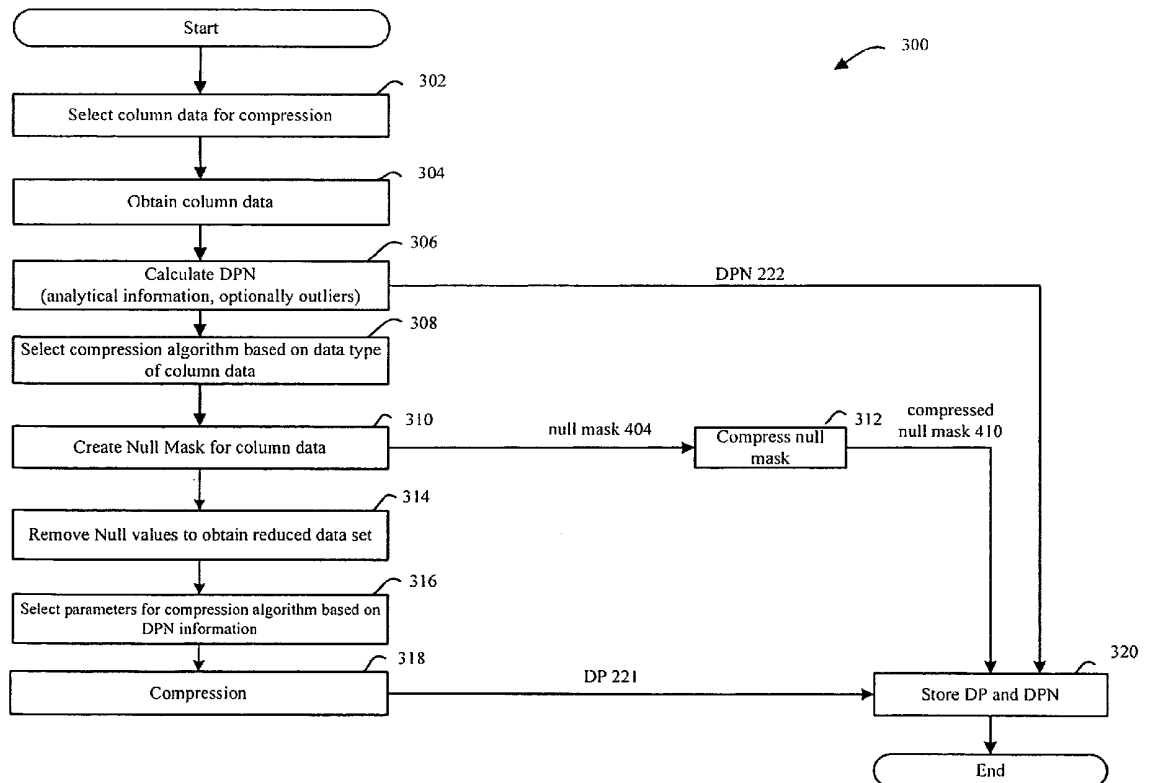 Start
300
302
Select column data for compression
304
Obtain column data
306
Calculate DPN
(analytical information, optionally outliers)
DPN 222
308
Select compression algorithm based on data type
of column data
310
Create Null Mask for column data
null mask 404
312
Compress null
mask
compressed
null mask 410
314
Remove Null values to obtain reduced data set
316
Select parameters for compression algorithm based on
DPN information
318
Compression
DP 221
320
Store DP and DPN
End